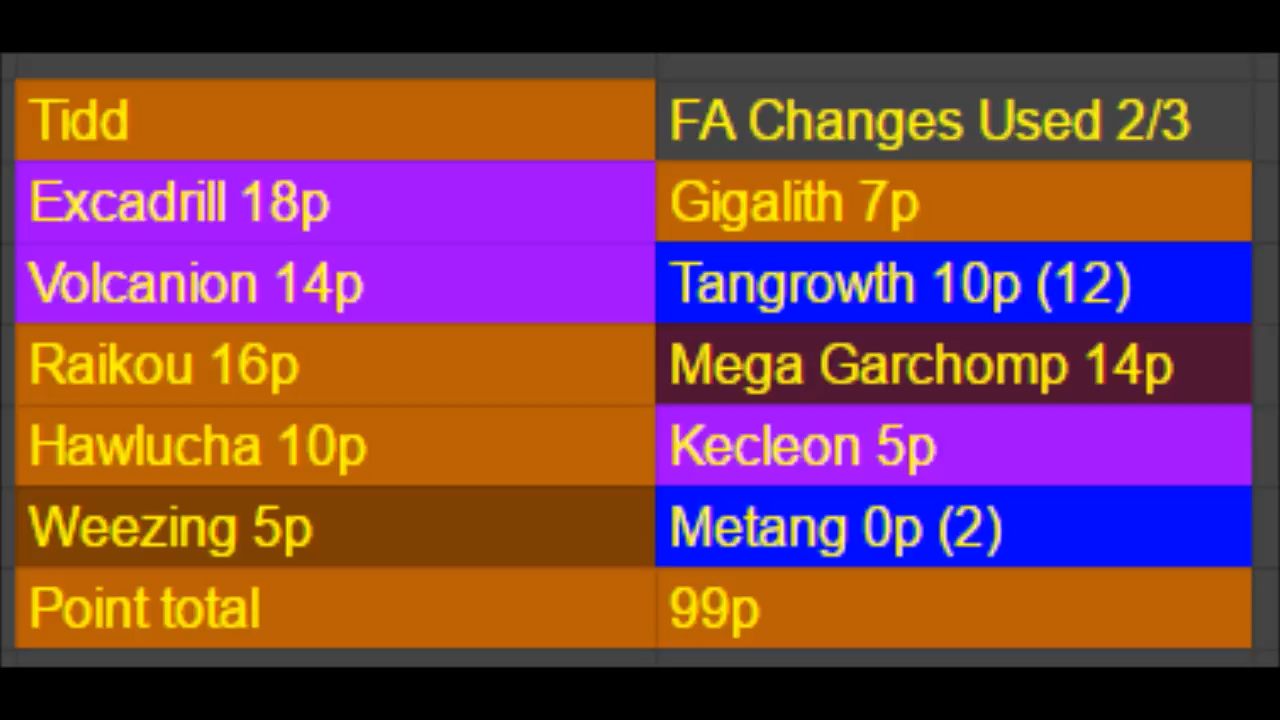 Tidd
FA Changes Used 2/3
Excadrill 18p
Gigalith 7p
Volcanion 14p
Tangrowth 10p (12)
Raikou 16p
Mega Garchomp 14p
Hawlucha 10p
Kecleon 5p
Weezing 5p
Metang 0p (2)
Point total
99p